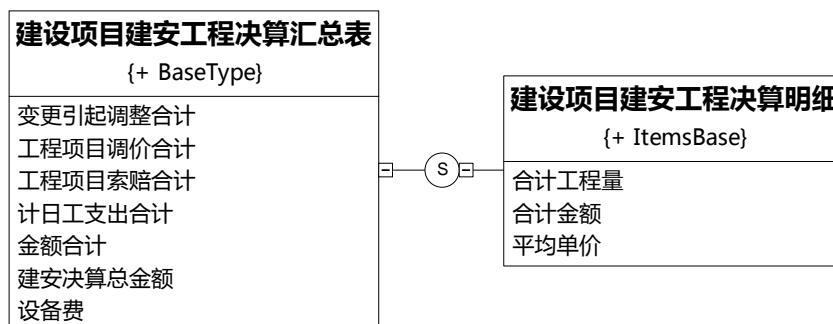 建设项目建安工程决算汇总表
{+ BaseType}
变更引起调整合计
工程项目调价合计
工程项目索赔合计
计日工支出合计
金额合计
建安决算总金额
设备费
S
建设项目建安工程决算明细
{+ ItemsBase}
合计工程量
合计金额
平均单价